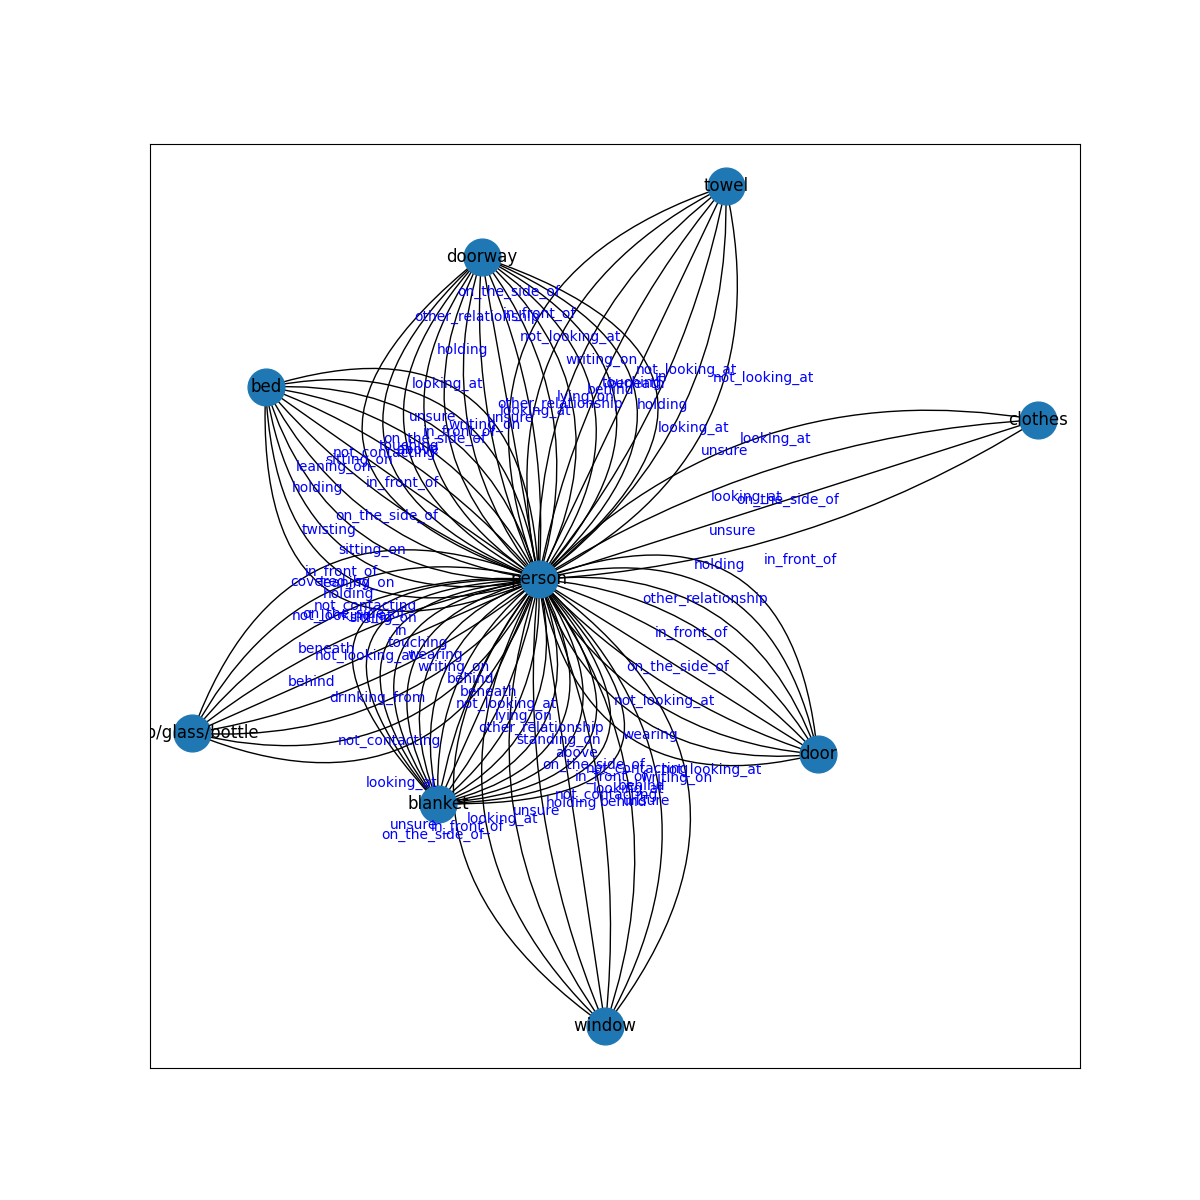 towel
doorway
on_the_side_of
in_front_of
other_relationship
not_looking_at
holding
writing_on
not_looking_at
not_looking_at
looking_at
bed
behind
lying_on
other_relationship
holding
looking_at
unsure
unsure
clothes
writing_on
looking_at
in_front_of
on_the_side_of
looking_at
unsure
not_contacting
sitting_on
leaning_on
in_front_of
holding
looking_at
on_the_side_of
on_the_side_of
twisting
unsure
sitting_on
in_front_of
holding
in_front_of
person
leaning_on
holding
other_relationship
not_contacting
in
in_front_of
touching
beneath
not_looking_at
wearing
writing_on
on_the_side_of
behind
behind
beneath
drinking_from
not_looking_at
not_looking_at
lying_on
other_relationship
o/glass/bottle
wearing
not_contacting
standing_on
above
door
on_the_side_of
not_contacting
not_looking_at
in_front_of
writing_on
looking_at
behind
looking_at
not_contacting
blanket
holding
behind
unsure
unsure
looking_at
unsure
in_front_of
on_the_side_of
window